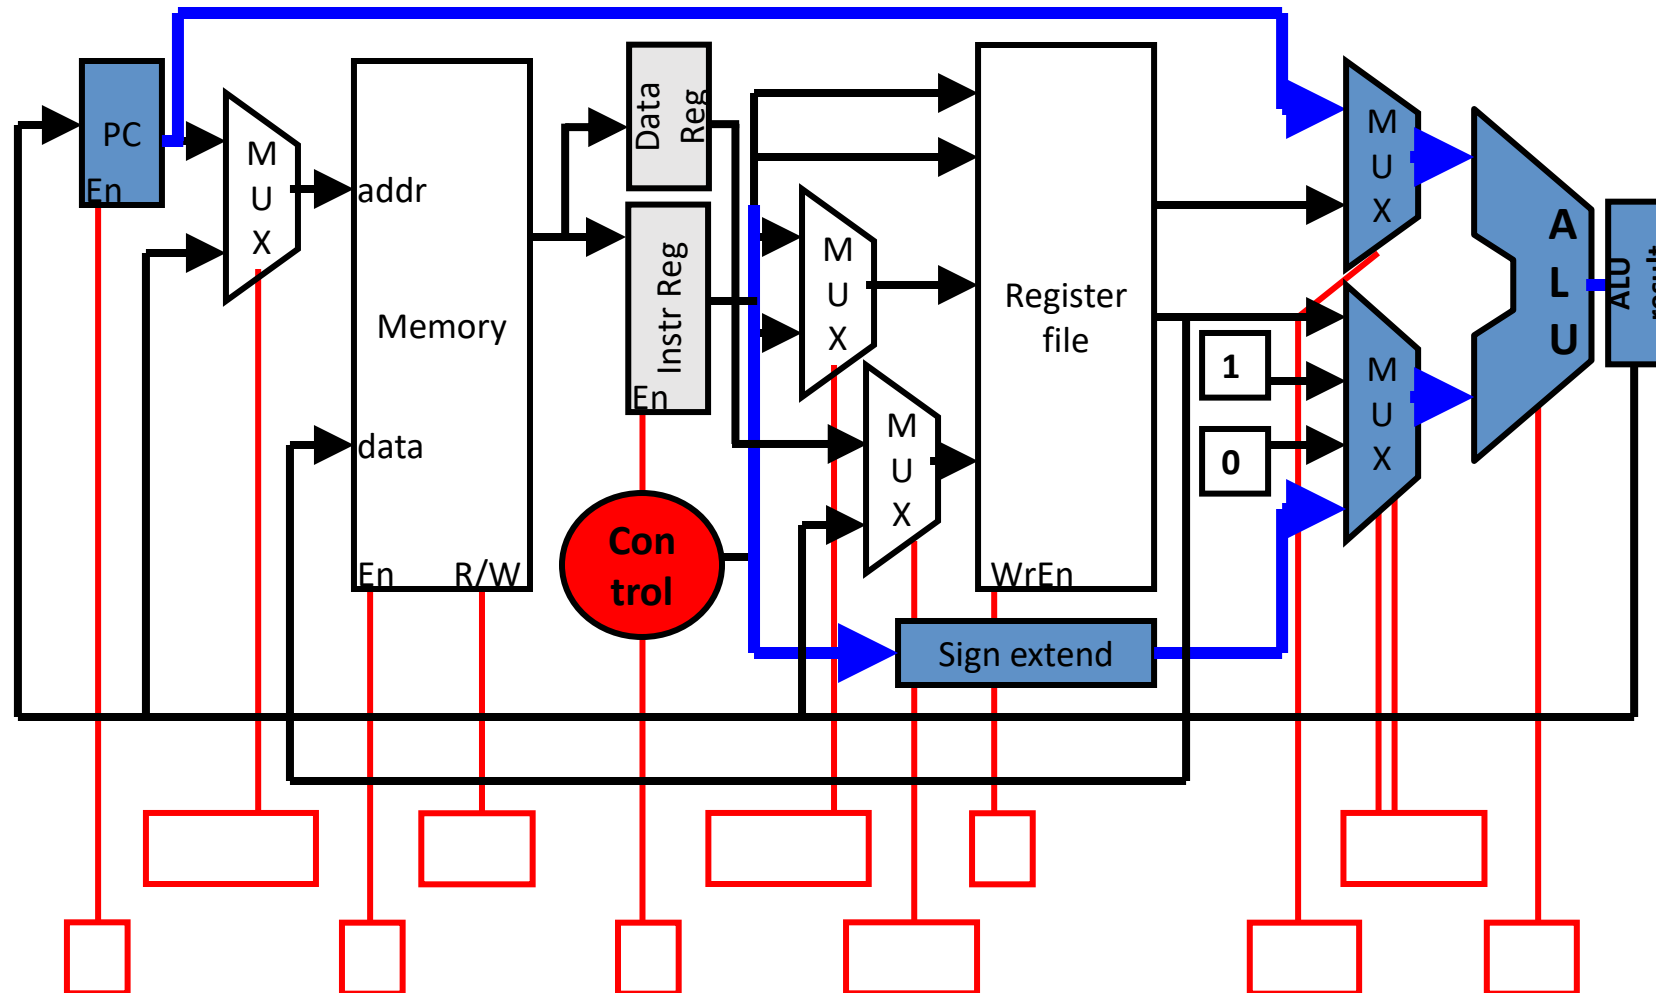 PC
En
M
U
X
addr
Memory
data
En
R/W
Data
Reg
Instr Reg
En
Con
trol
M
U
X
M
U
X
Register
file
WrEn
Sign extend
1
0
M
U
X
M
U
X
A
L
U
ALU
result